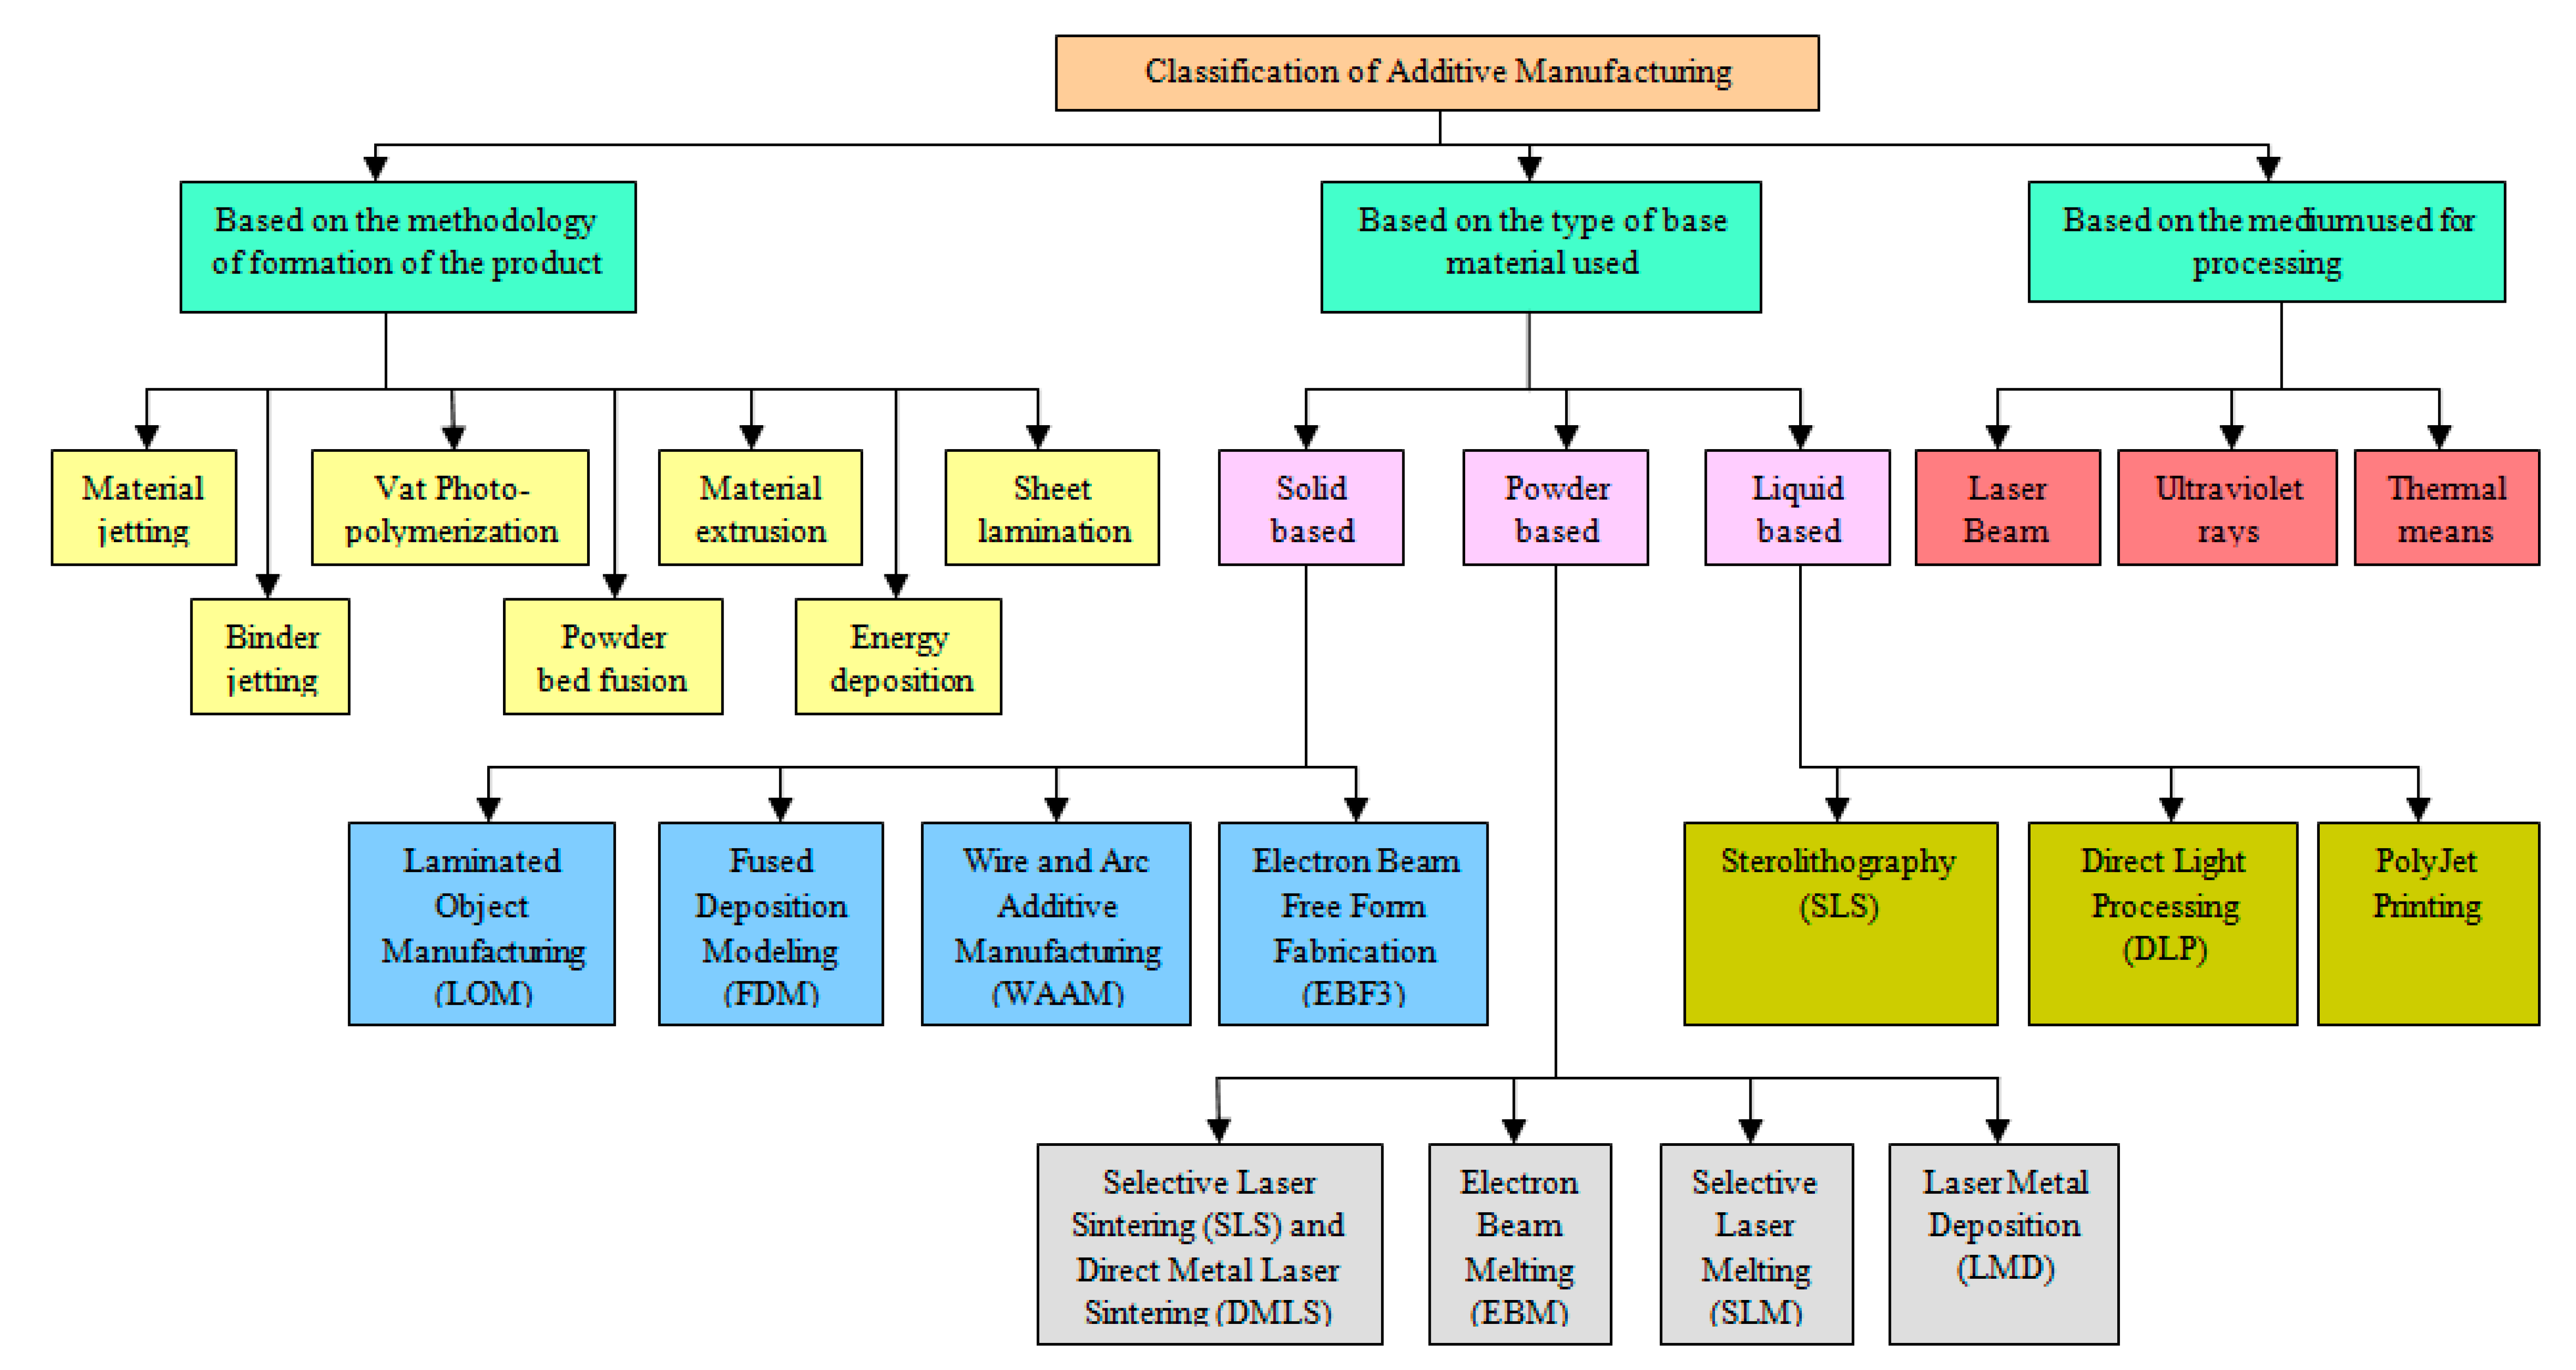 Classification of Additive Manufacturing
Based on the methodology
of formation of the product
Based on the type of base
material used
Based on the medium used for
processing
Material
jetting
Vat Photo-
polymerization
Material
extrusion
Sheet
lamination
Solid
based
Powder
based
Liquid
based
Laser
Beam
Ultraviolet
rays
Thermal
means
Binder
jetting
Powder
bed fusion
Energy
deposition
Laminated
Object
Manufacturing
(LOM)
Fused
Deposition
Modeling
(FDM)
Wire and Arc
Additive
Manufacturing
(WAAM)
Electron Beam
Free Form
Fabrication
(EBF3)
Sterolithography
(SLS)
Direct Light
Processing
(DLP)
PolyJet
Printing
Selective Laser
Sintering (SLS) and
Direct Metal Laser
Sintering (DMLS)
Electron
Beam
Melting
(EBM)
Selective
Laser
Melting
(SLM)
Laser Metal
Deposition
(LMD)